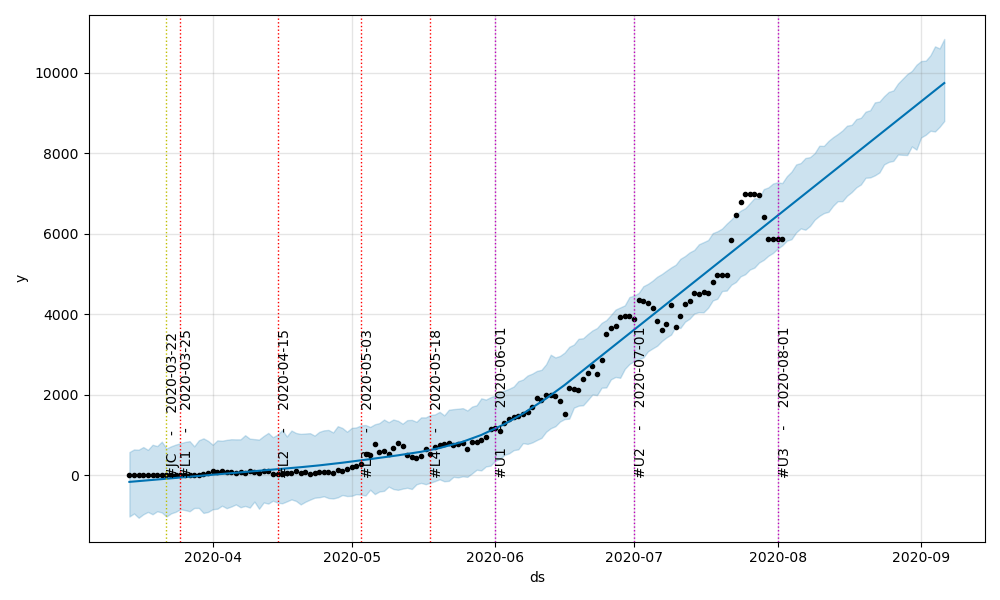 10000
8000
6000
4000
2000
0
y
#JC - 2020-03-22
#L1 - 2020-03-25
#L2 - 2020-04-15
#L3 - 2020-05-03
#L4 - 2020-05-18
#U1 - 2020-06-01
#U2 - 2020-07-01
#U3 - 2020-08-01
2020-04 2020-05 2020-06 2020-07 2020-08 2020-09
ds